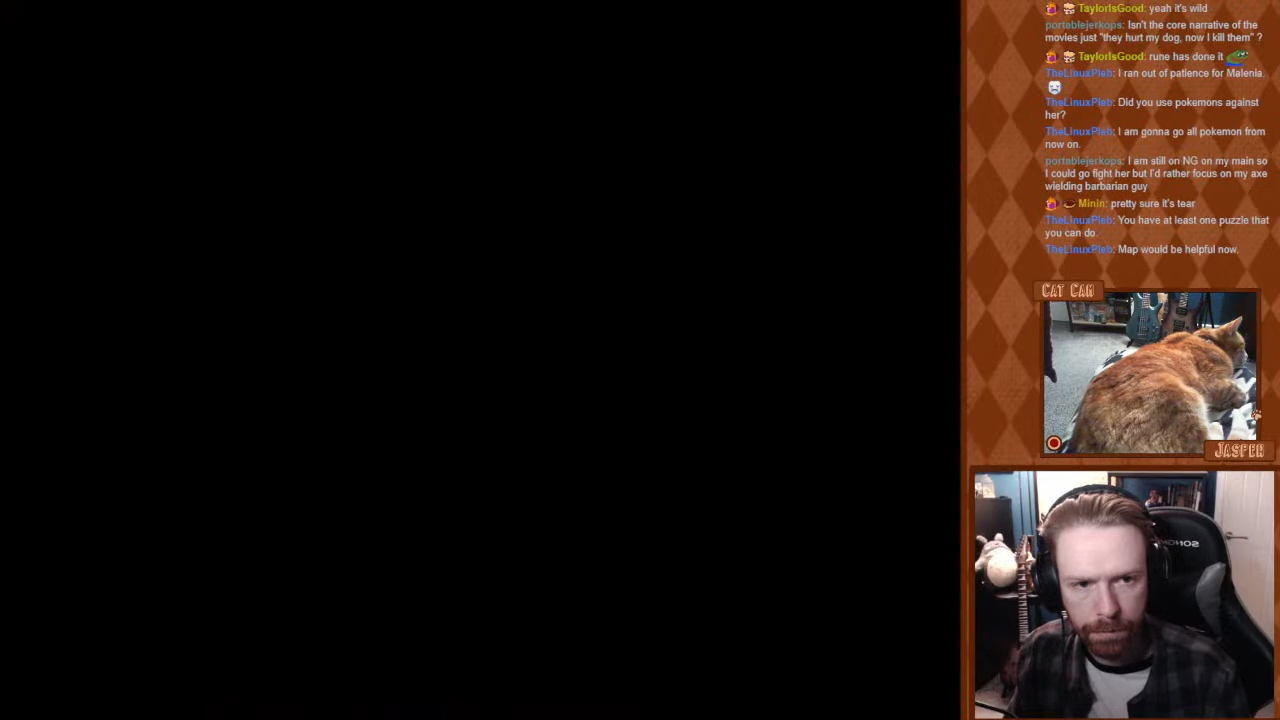 TaylorIsGood: yeah it's wild
portablejerkops: Isn't the core narrative of the
movies just "they hurt my dog, now I kill them" ?
TaylorIsGood: rune has done it
TheLinuxPleb: I ran out of patience for Malenia.
TheLinuxPleb: Did you use pokemons against
her?
TheLinuxPleb: I am gonna go all pokemon from
now on.
portablejerkops: I am still on NG on my main so
I could go fight her but I'd rather focus on my axe
wielding barbarian guy
Minin: pretty sure it's tear
TheLinuxPleb: You have at least one puzzle that
you can do.
TheLinuxPleb: Map would be helpful now.
Cat Cam
Jasper